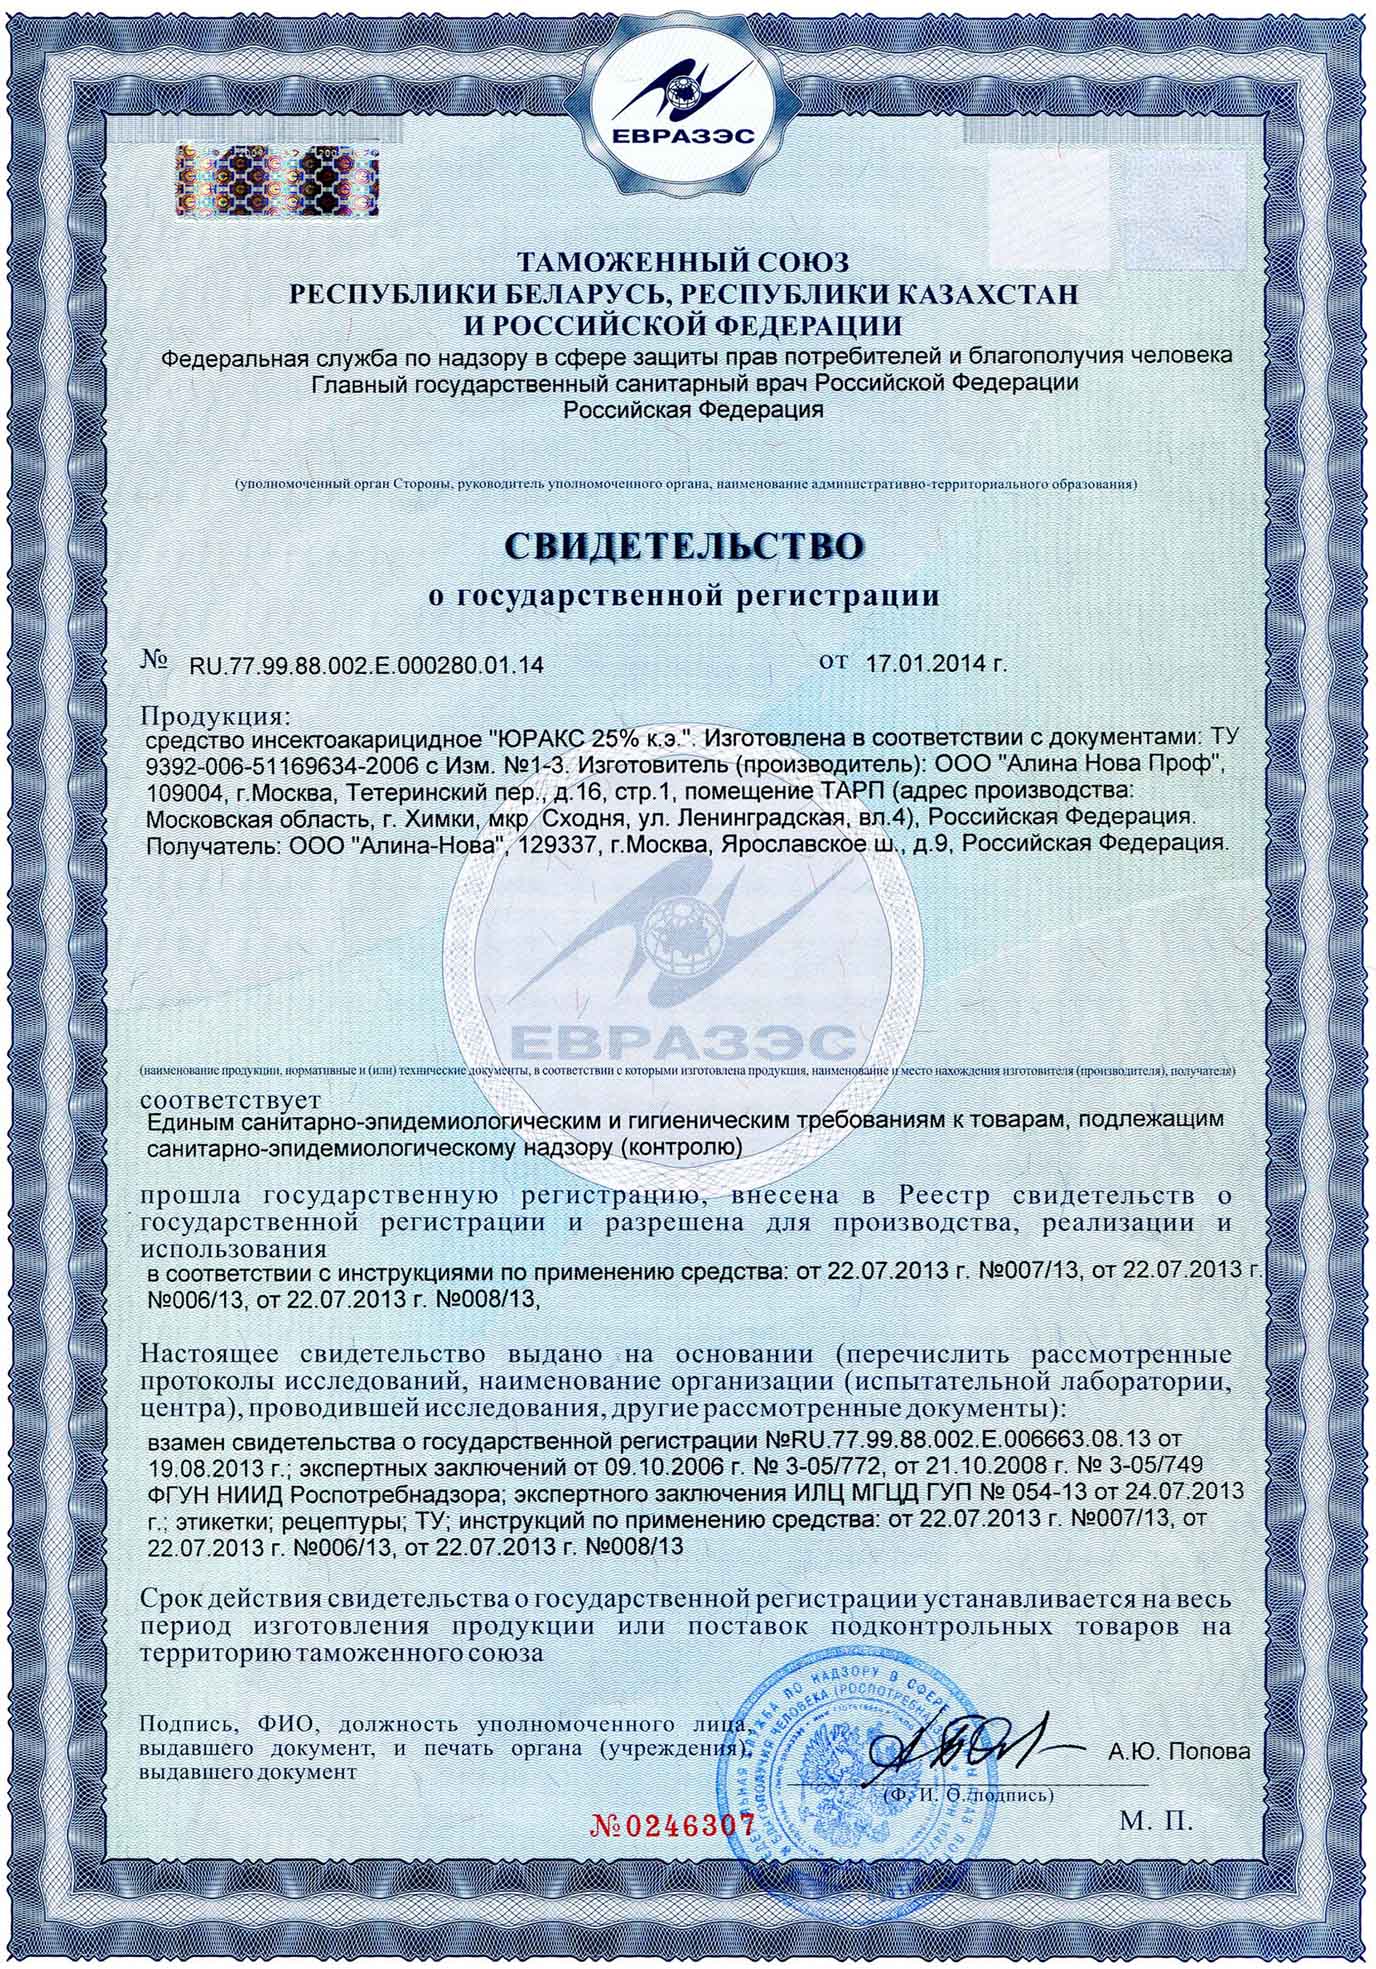 ЕВРАЗЭС
ТАМОЖЕННЫЙ СОЮЗ
РЕСПУБЛИКИ БЕЛАРУСЬ, РЕСПУБЛИКИ КАЗАХСТАН
И РОССИЙСКОЙ ФЕДЕРАЦИИ
Федеральная служба по надзору в сфере защиты прав потребителей и благополучия человека
Главный государственный санитарный врач Российской Федерации
Российская Федерация
(уполномоченный орган Стороны, руководитель уполномоченного органа, наименование административно-территориального образования)
СВИДЕТЕЛЬСТВО
о государственной регистрации
№ RU.77.99.88.002.Е.000280.01.14 от 17.01.2014 г.
Продукция:
средство инсектоакарицидное "ЮРАКС 25% к.э.". Изготовлена в соответствии с документами: ТУ
9392-006-51169634-2006 с Изм. №1-3. Изготовитель (производитель): ООО "Алина Нова Проф",
109004, г.Москва, Тетеринский пер., д.16, стр.1, помещение ТАРП (адрес производства:
Московская область, г. Химки, мкр. Сходня, ул. Ленинградская, вл.4), Российская Федерация.
Получатель: ООО "Алина-Нова", 129337, г.Москва, Ярославское ш., д.9, Российская Федерация.
ЕВРАЗЭС
(наименование продукции, нормативные и (или) технические документы, в соответствии с которыми изготовлена продукция, наименование и место нахождения изготовителя (производителя), получателя)
соответствует
Единым санитарно-эпидемиологическим и гигиеническим требованиям к товарам, подлежащим
санитарно-эпидемиологическому надзору (контролю)
прошла государственную регистрацию, внесена в Реестр свидетельств о
государственной регистрации и разрешена для производства, реализации и
использования
в соответствии с инструкциями по применению средства: от 22.07.2013 г. №007/13, от 22.07.2013 г.
№006/13, от 22.07.2013 г. №008/13,
Настоящее свидетельство выдано на основании (перечислить рассмотренные
протоколы исследований, наименование организации (испытательной лаборатории,
центра), проводившей исследования, другие рассмотренные документы):
взамен свидетельства о государственной регистрации №RU.77.99.88.002.Е.006663.08.13 от
19.08.2013 г.; экспертных заключений от 09.10.2006 г. № 3-05/772, от 21.10.2008 г. № 3-05/749
ФГУН НИИД Роспотребнадзора; экспертного заключения ИЛЦ МГЦД ГУП № 054-13 от 24.07.2013
г.; этикетки; рецептуры; ТУ; инструкций по применению средства: от 22.07.2013 г. №007/13, от
22.07.2013 г. №006/13, от 22.07.2013 г. №008/13
Срок действия свидетельства о государственной регистрации устанавливается на весь
период изготовления продукции или поставок подконтрольных товаров на
территорию таможенного союза
Подпись, ФИО, должность уполномоченного лица,
выдавшего документ, и печать органа (учреждения),
выдавшего документ
А.Ю. Попова
(Ф. И. О./подпись)
М. П.
№0246307